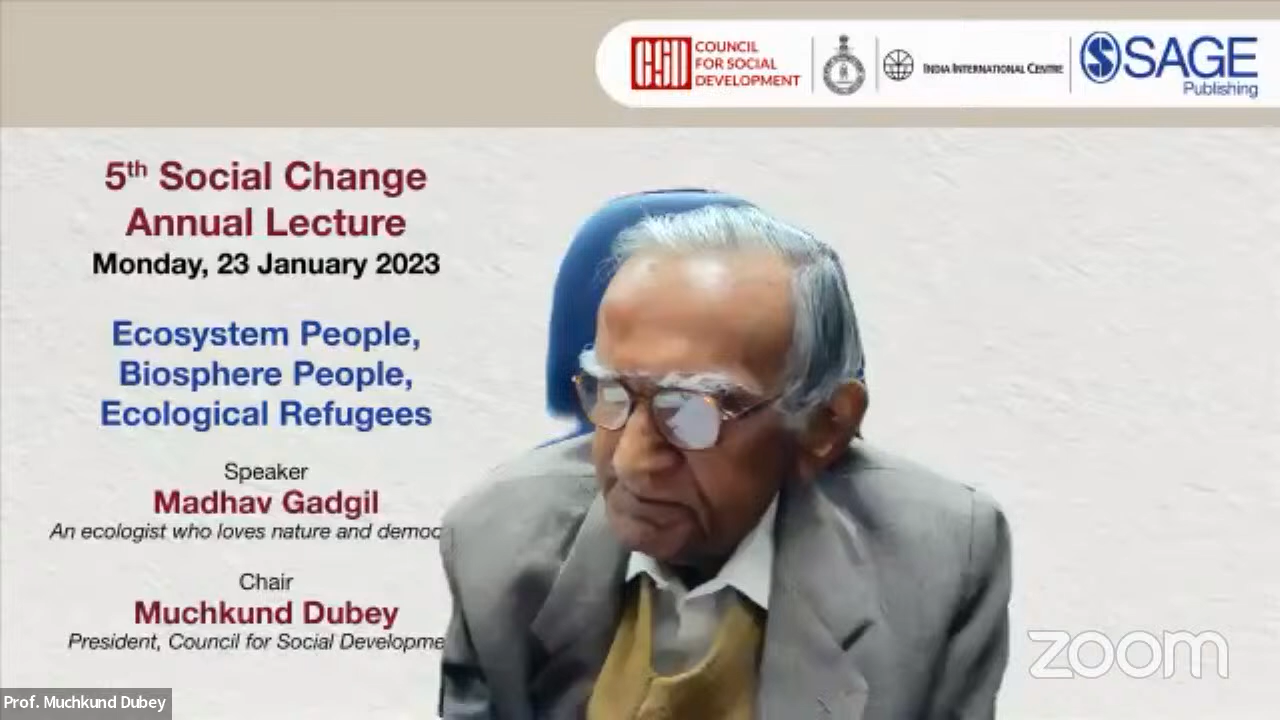 CSD
COUNCIL
FOR SOCIAL
DEVELOPMENT
INDIA INTERNATIONAL CENTRE
S SAGE
Publishing
5th Social Change
Annual Lecture
Monday, 23 January 2023
Ecosystem People,
Biosphere People,
Ecological Refugees
Speaker
Madhav Gadgil
An ecologist who loves nature and democ
Chair
Muchkund Dubey
President, Council for Social Developme
zoom
Prof. Muchkund Dubey